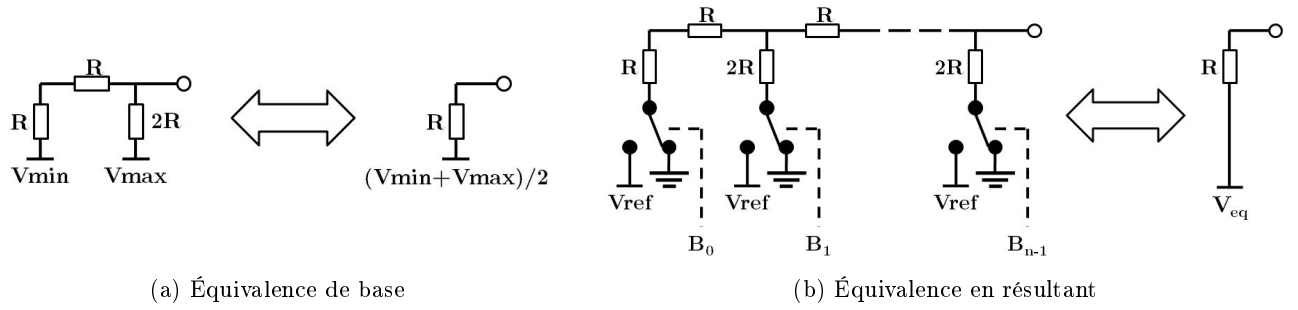 R
R
2R
Vmin
Vmax
R
(Vmin+Vmax)/2
R
R
R
2R
2R
Vref
Vref
Vref
B0
B1
Bn-1
R
Veq
(a) Équivalence de base
(b) Équivalence en résultant